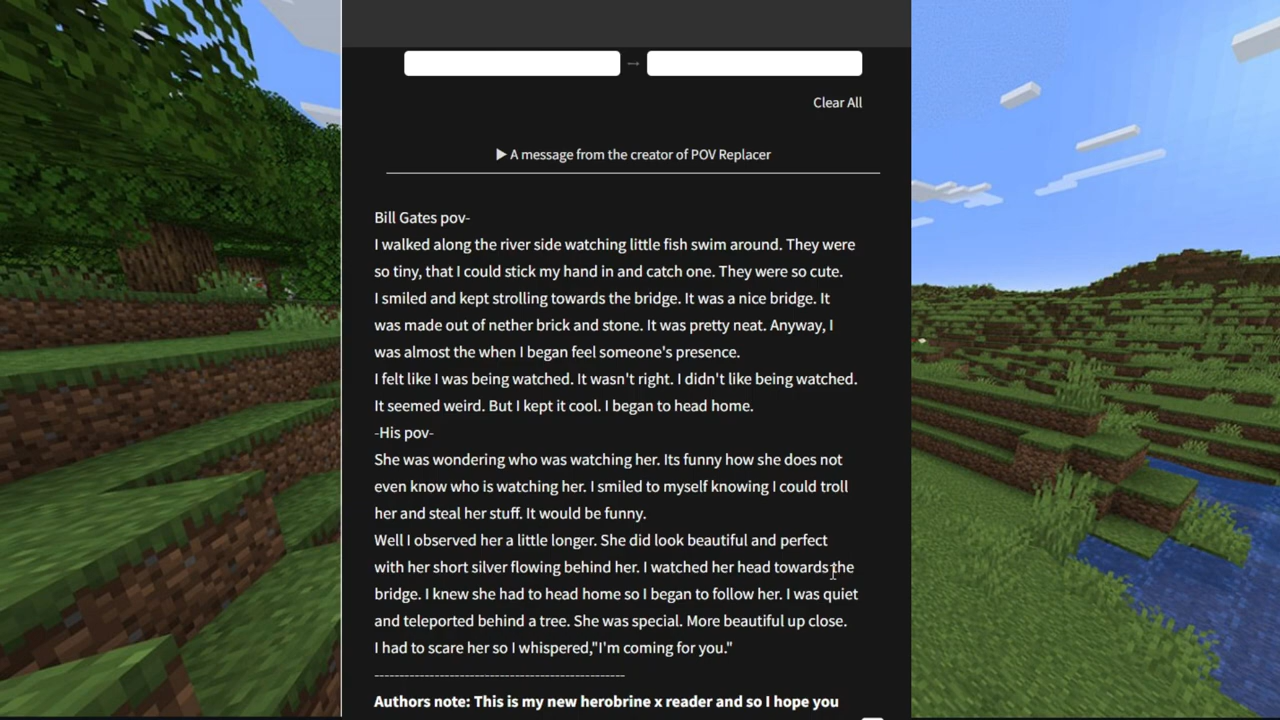 →
Clear All
▶ A message from the creator of POV Replacer
Bill Gates pov-
I walked along the river side watching little fish swim around. They were
so tiny, that I could stick my hand in and catch one. They were so cute.
I smiled and kept strolling towards the bridge. It was a nice bridge. It
was made out of nether brick and stone. It was pretty neat. Anyway, I
was almost the when I began feel someone's presence.
I felt like I was being watched. It wasn't right. I didn't like being watched.
It seemed weird. But I kept it cool. I began to head home.
-His pov-
She was wondering who was watching her. Its funny how she does not
even know who is watching her. I smiled to myself knowing I could troll
her and steal her stuff. It would be funny.
Well I observed her a little longer. She did look beautiful and perfect
with her short silver flowing behind her. I watched her head towards the
bridge. I knew she had to head home so I began to follow her. I was quiet
and teleported behind a tree. She was special. More beautiful up close.
I had to scare her so I whispered,"I'm coming for you."
--------------------------------------------------
Authors note: This is my new herobrine x reader and so I hope you